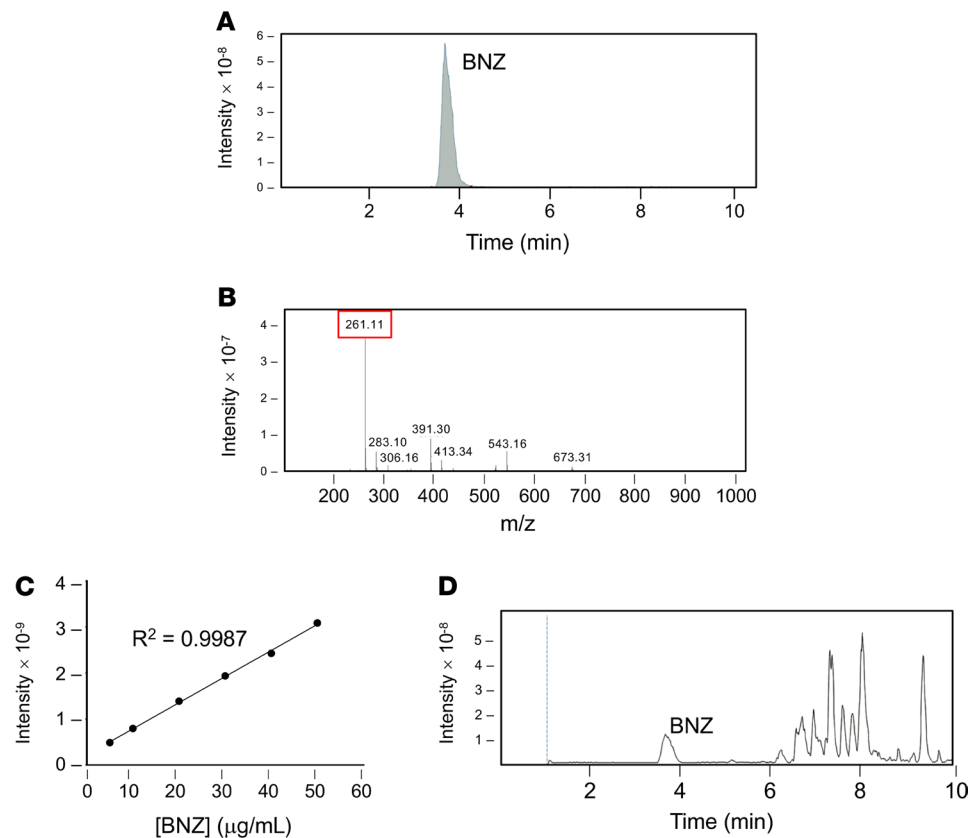 A
Intensity × 10⁻⁸
6
5
4
3
2
1
0
BNZ
2 4 6 8 10
Time (min)
B
Intensity × 10⁻⁷
4
3
2
1
0
261.11
283.10
306.16
391.30
413.34
543.16
673.31
200 300 400 500 600 700 800 900 1000
m/z
C
Intensity × 10⁻⁹
4
3
2
1
0
R² = 0.9987
0 10 20 30 40 50 60
[BNZ] (μg/mL)
D
Intensity × 10⁻⁸
5
4
3
2
1
BNZ
2 4 6 8 10
Time (min)